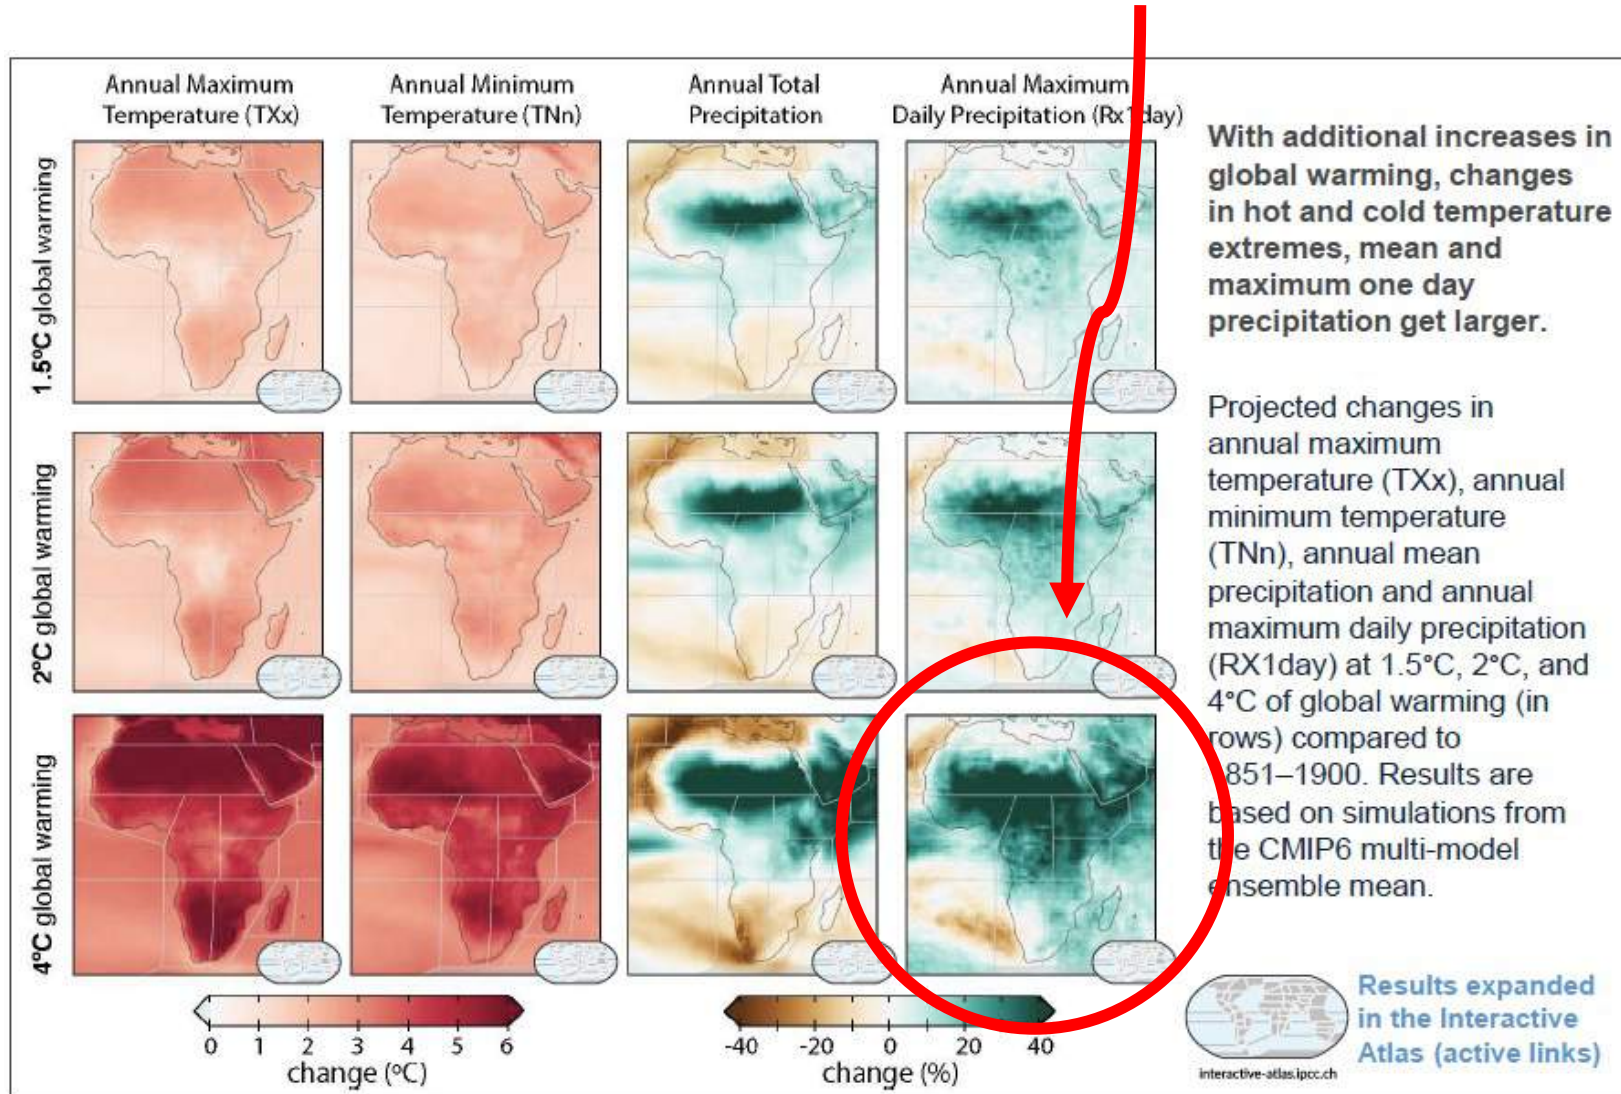 Annual Maximum
Temperature (TXx)
Annual Minimum
Temperature (TNn)
Annual Total
Precipitation
Annual Maximum
Daily Precipitation (Rx1day)
1.5ºC global warming
2ºC global warming
4ºC global warming
0 1 2 3 4 5 6
change (ºC)
-40 -20 0 20 40
change (%)
With additional increases in
global warming, changes
in hot and cold temperature
extremes, mean and
maximum one day
precipitation get larger.
Projected changes in
annual maximum
temperature (TXx), annual
minimum temperature
(TNn), annual mean
precipitation and annual
maximum daily precipitation
(RX1day) at 1.5°C, 2°C, and
4°C of global warming (in
rows) compared to
851–1900. Results are
based on simulations from
the CMIP6 multi-model
ensemble mean.
Results expanded
in the Interactive
Atlas (active links)
interactive-atlas.ipcc.ch